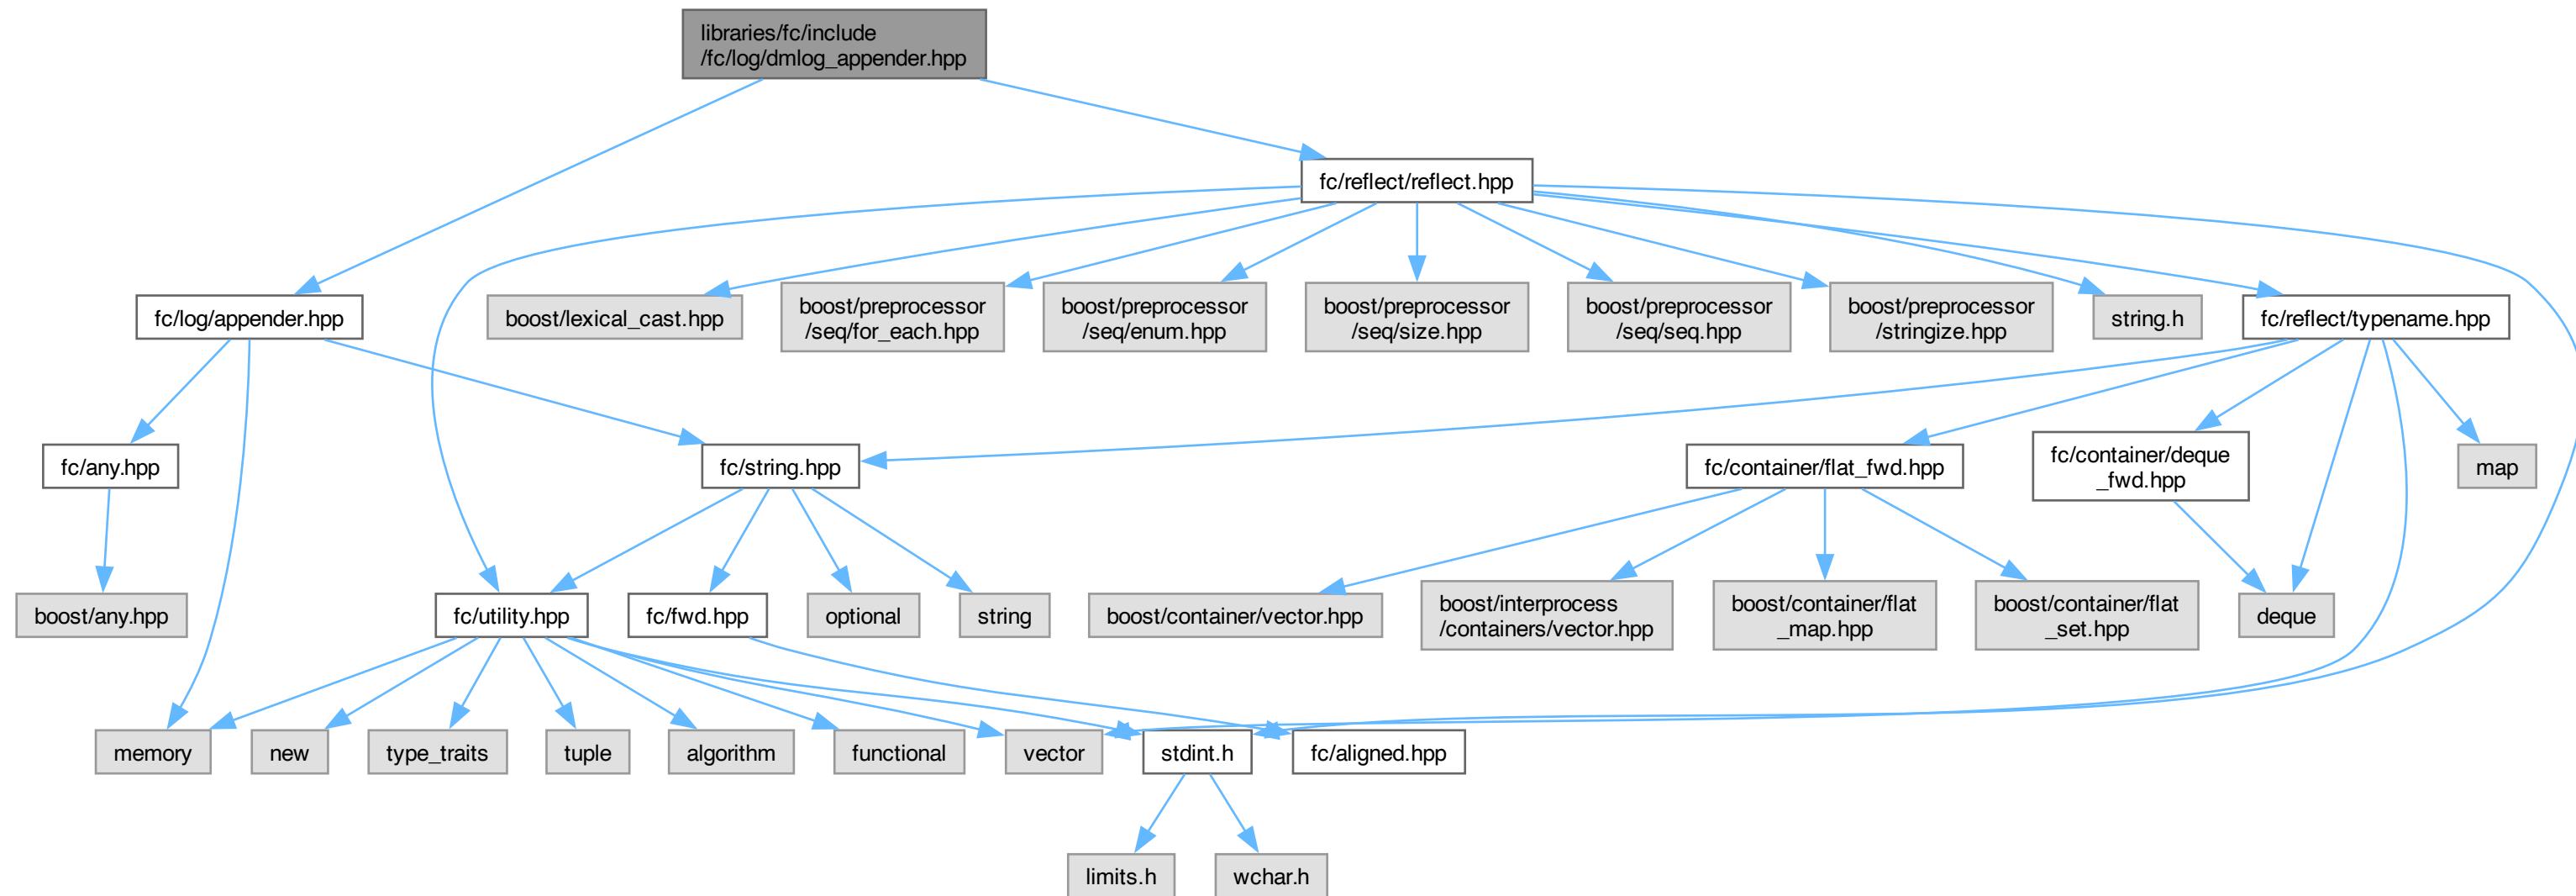 libraries/fc/include
/fc/log/dmlog_appender.hpp
fc/reflect/reflect.hpp
fc/log/appender.hpp
boost/lexical_cast.hpp
boost/preprocessor
/seq/for_each.hpp
boost/preprocessor
/seq/enum.hpp
boost/preprocessor
/seq/size.hpp
boost/preprocessor
/seq/seq.hpp
boost/preprocessor
/stringize.hpp
string.h
fc/reflect/typename.hpp
fc/any.hpp
fc/string.hpp
fc/container/flat_fwd.hpp
fc/container/deque
_fwd.hpp
map
boost/any.hpp
fc/utility.hpp
fc/fwd.hpp
optional
string
boost/container/vector.hpp
boost/interprocess
/containers/vector.hpp
boost/container/flat
_map.hpp
boost/container/flat
_set.hpp
deque
memory
new
type_traits
tuple
algorithm
functional
vector
stdint.h
fc/aligned.hpp
limits.h
wchar.h